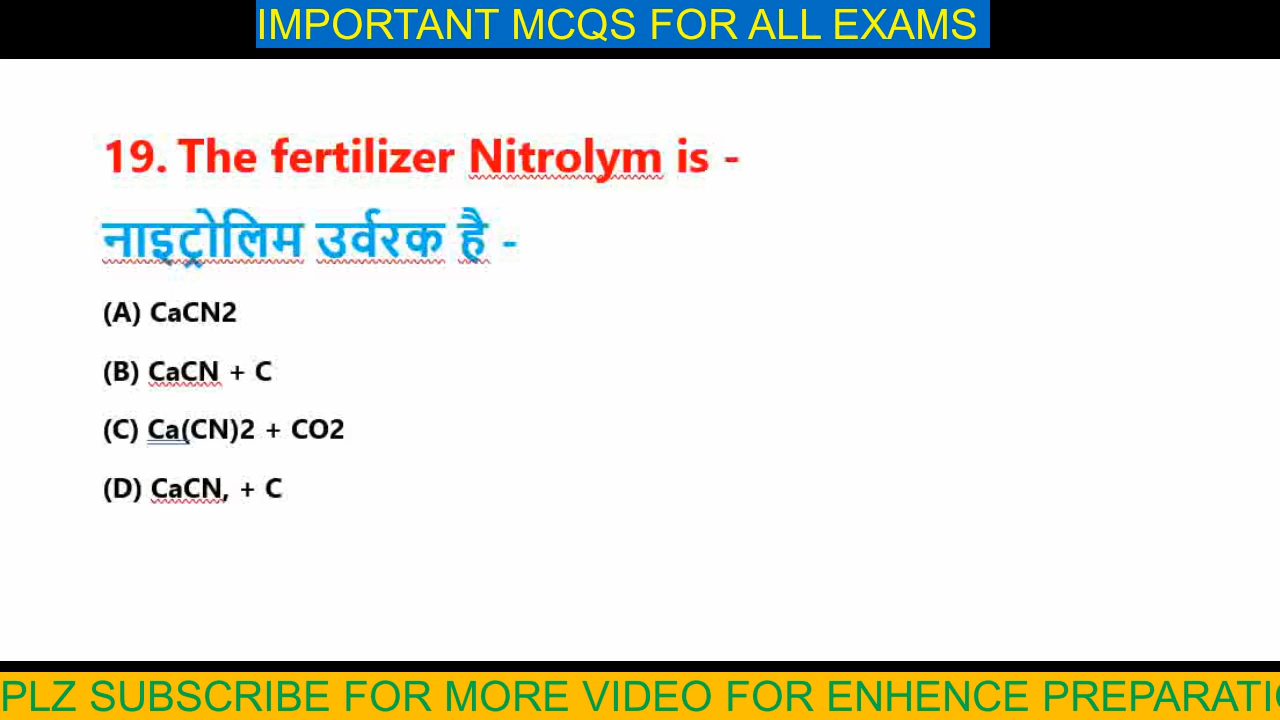 IMPORTANT MCQS FOR ALL EXAMS
19. The fertilizer Nitrolym is -
नाइट्रोलिम उर्वरक है -
(A) CaCN2
(B) CaCN + C
(C) Ca(CN)2 + CO2
(D) CaCN, + C
PLZ SUBSCRIBE FOR MORE VIDEO FOR ENHENCE PREPARATIO